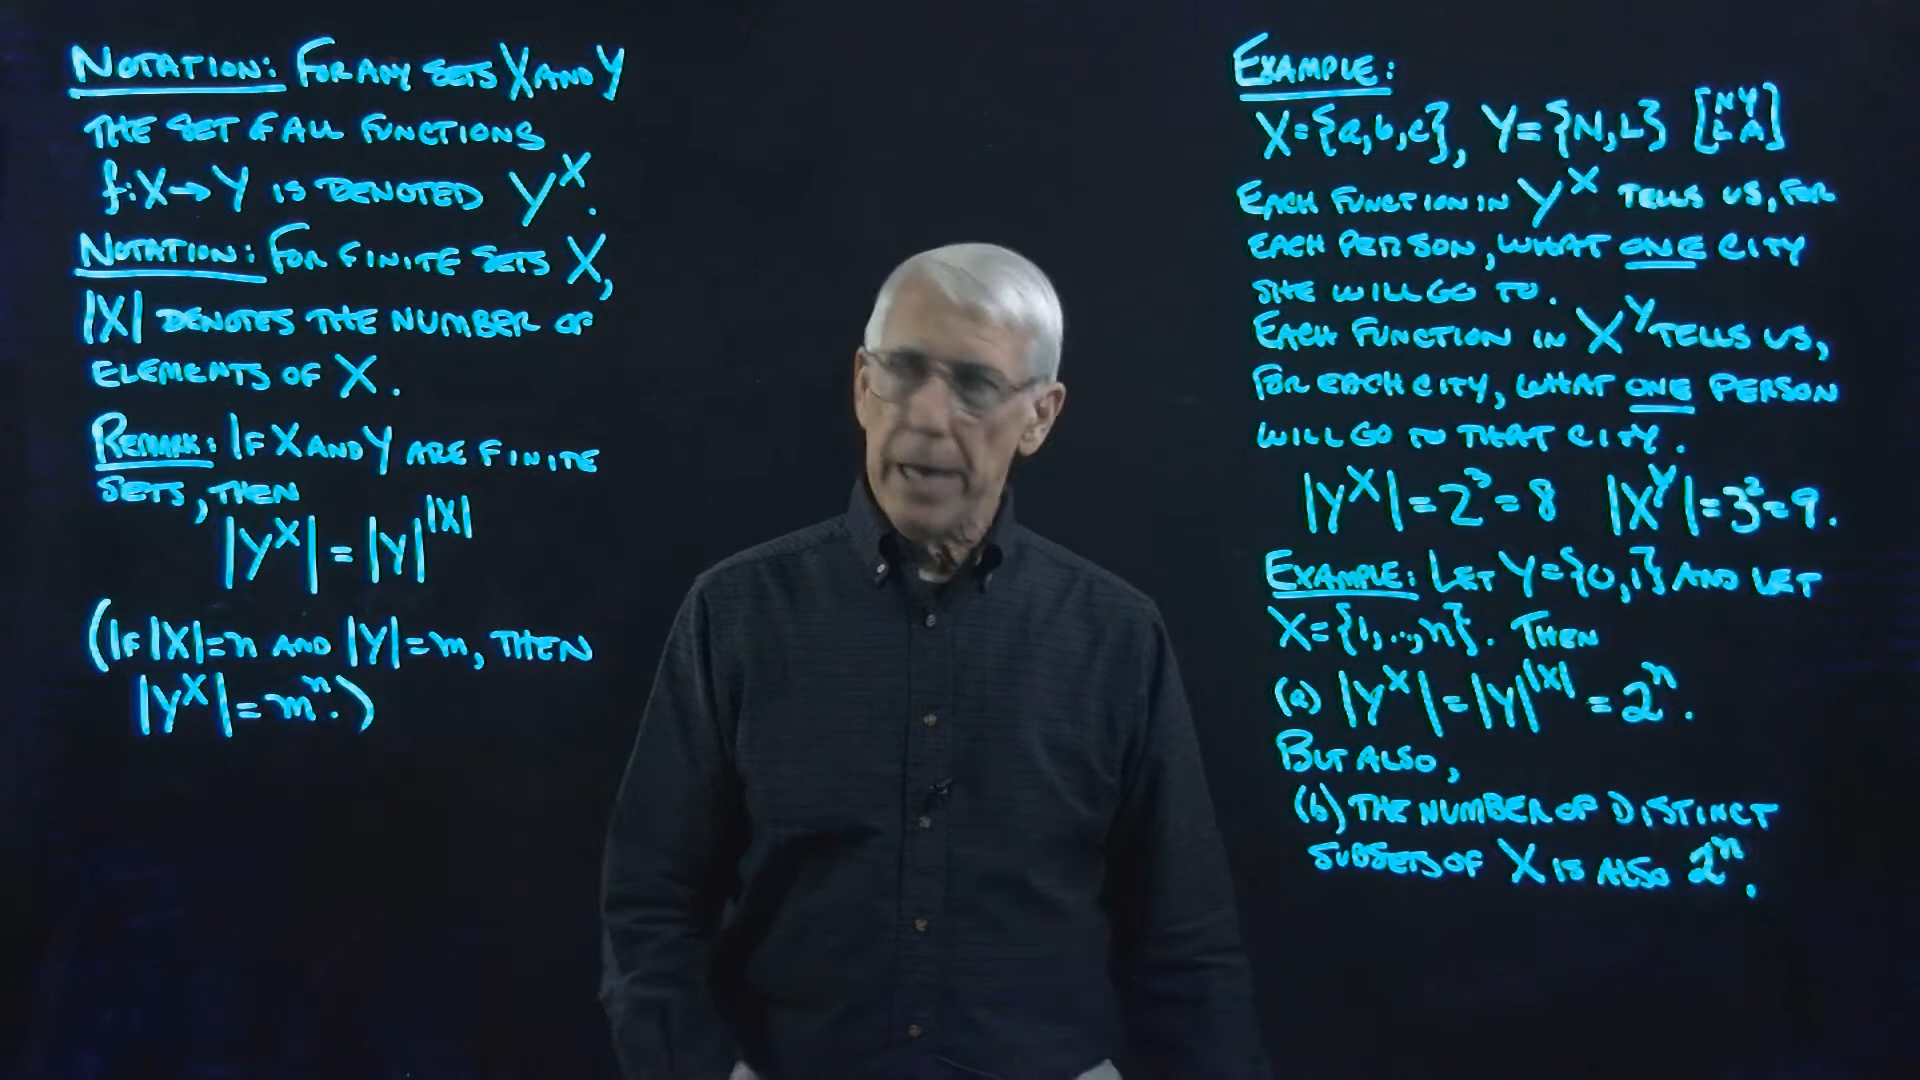 NOTATION: FOR ANY SETS X AND Y
THE SET OF ALL FUNCTIONS
f: X → Y IS DENOTED Y^X.
NOTATION: FOR FINITE SETS X,
|X| DENOTES THE NUMBER OF
ELEMENTS OF X.
REMARK: IF X AND Y ARE FINITE
SETS, THEN
|Y^X| = |Y|^|X|
(IF |X|=n AND |Y|=m, THEN
|Y^X|=m^n.)
EXAMPLE:
X={a,b,c}, Y={N,L} [NY
LA]
EACH FUNCTION IN Y^X TELLS US, FOR
EACH PERSON, WHAT ONE CITY
SHE WILL GO TO.
EACH FUNCTION IN X^Y TELLS US,
FOR EACH CITY, WHAT ONE PERSON
WILL GO TO THAT CITY.
|Y^X|=2^3=8 |X^Y|=3^2=9.
EXAMPLE: LET Y={0,1} AND LET
X={1,..,n}. THEN
(a) |Y^X|=|Y|^|X|=2^n.
BUT ALSO,
(b) THE NUMBER OF DISTINCT
SUBSETS OF X IS ALSO 2^n.